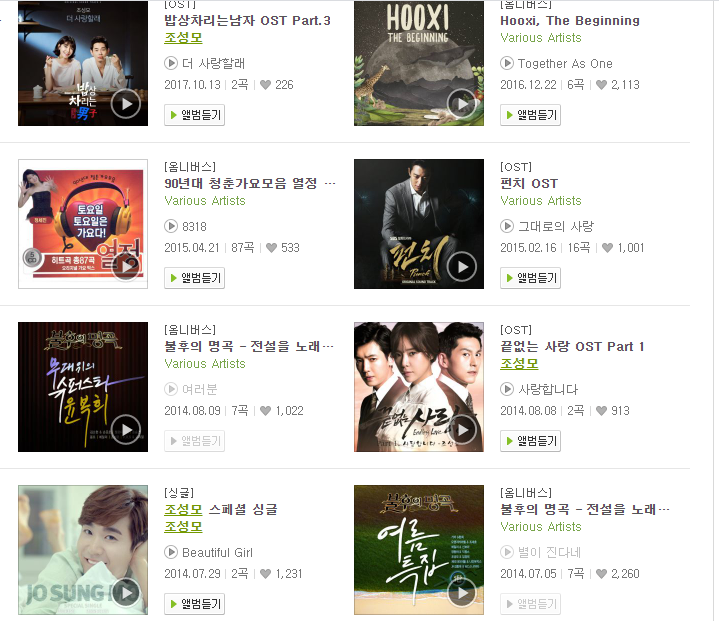 [OST]
밥상차리는남자 OST Part.3
조성모
더 사랑할래
2017.10.13 2곡 226
앨범듣기
조성모
더 사랑할래
밥상
차리는
男子
[옴니버스]
Hooxi, The Beginning
Various Artists
Together As One
2016.12.22 6곡 2,113
앨범듣기
HOOXI
THE BEGINNING
[옴니버스]
90년대 청춘가요모음 열정 ...
Various Artists
8318
2015.04.21 87곡 533
앨범듣기
토요일
토요일은
가요다!
열정
히트곡 총87곡
[OST]
펀치 OST
Various Artists
그대로의 사랑
2015.02.16 16곡 1,001
앨범듣기
펀치
Punch
ORIGINAL SOUND TRACK
[옴니버스]
불후의 명곡 - 전설을 노래...
Various Artists
여러분
2014.08.09 7곡 1,022
앨범듣기
불후의 명곡
무대위의
슈퍼스타
윤복희
[OST]
끝없는 사랑 OST Part 1
조성모
사랑합니다
2014.08.08 2곡 913
앨범듣기
끝없는 사랑
Endless Love
[싱글]
조성모 스페셜 싱글
조성모
Beautiful Girl
2014.07.29 2곡 1,231
앨범듣기
JO SUNG M
[옴니버스]
불후의 명곡 - 전설을 노래...
Various Artists
별이 진다네
2014.07.05 7곡 2,260
앨범듣기
불후의 명곡
여름
특집